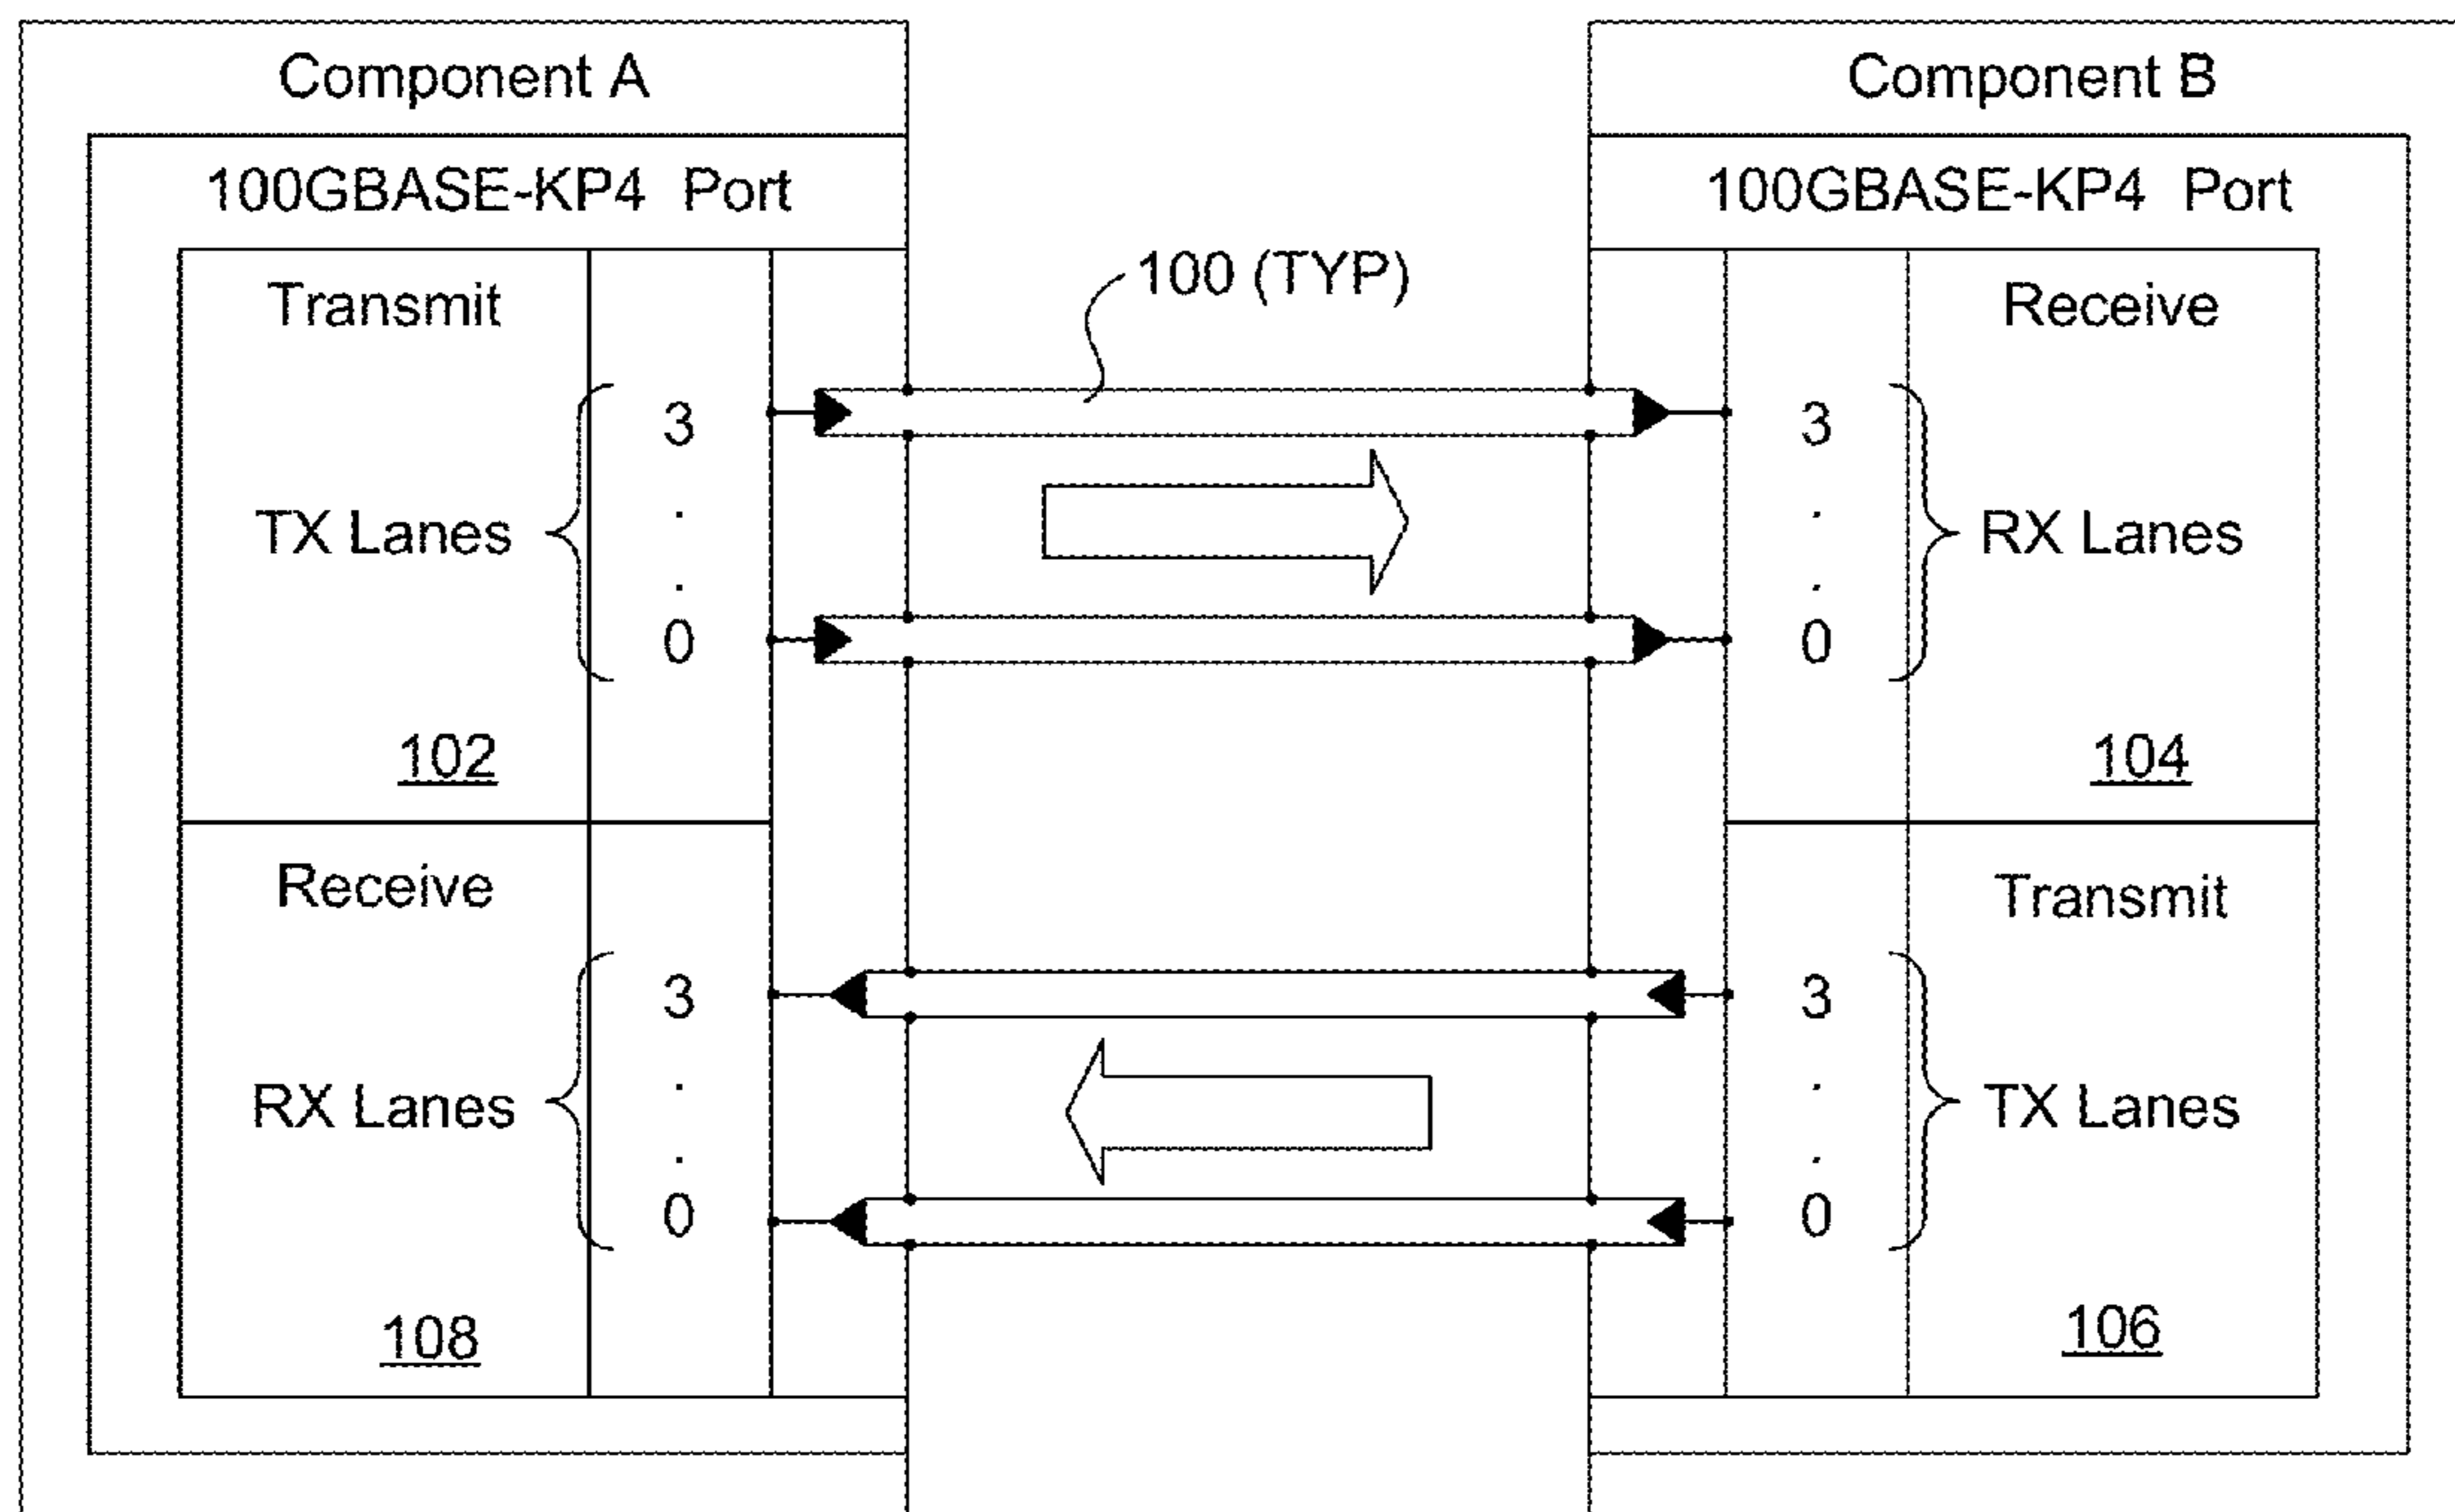 Component A
Component B
100GBASE-KP4 Port
100GBASE-KP4 Port
100 (TYP)
Transmit
Receive
3
.
.
0
TX Lanes
3
.
.
0
RX Lanes
102
104
Receive
Transmit
3
.
.
0
RX Lanes
3
.
.
0
TX Lanes
108
106